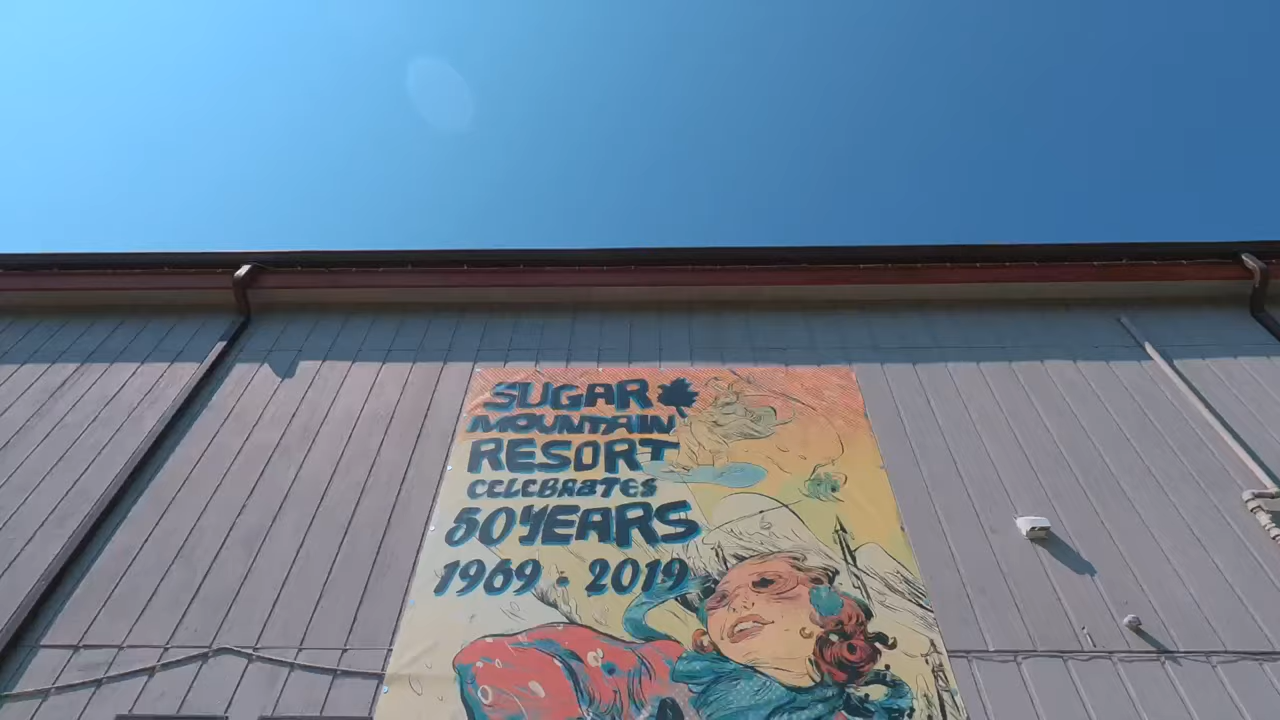 SUGAR
MOUNTAIN
RESORT
CELEBRATES
50 YEARS
1969 - 2019